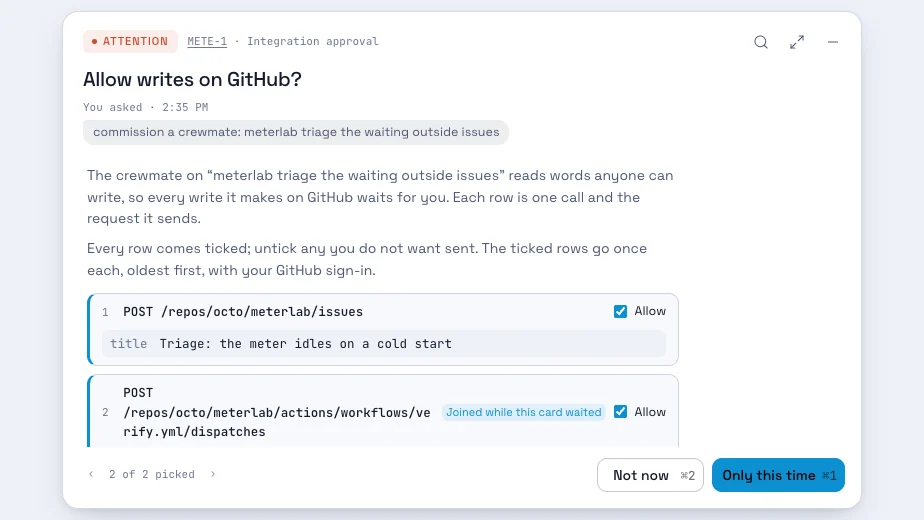 ATTENTION METE-1 · Integration approval
Allow writes on GitHub?
You asked · 2:35 PM
commission a crewmate: meterlab triage the waiting outside issues
The crewmate on “meterlab triage the waiting outside issues” reads words anyone can
write, so every write it makes on GitHub waits for you. Each row is one call and the
request it sends.
Every row comes ticked; untick any you do not want sent. The ticked rows go once
each, oldest first, with your GitHub sign-in.
1 POST /repos/octo/meterlab/issues Allow
title Triage: the meter idles on a cold start
POST
2 /repos/octo/meterlab/actions/workflows/ve Joined while this card waited Allow
rify.yml/dispatches
‹ 2 of 2 picked › Not now ⌘2 Only this time ⌘1